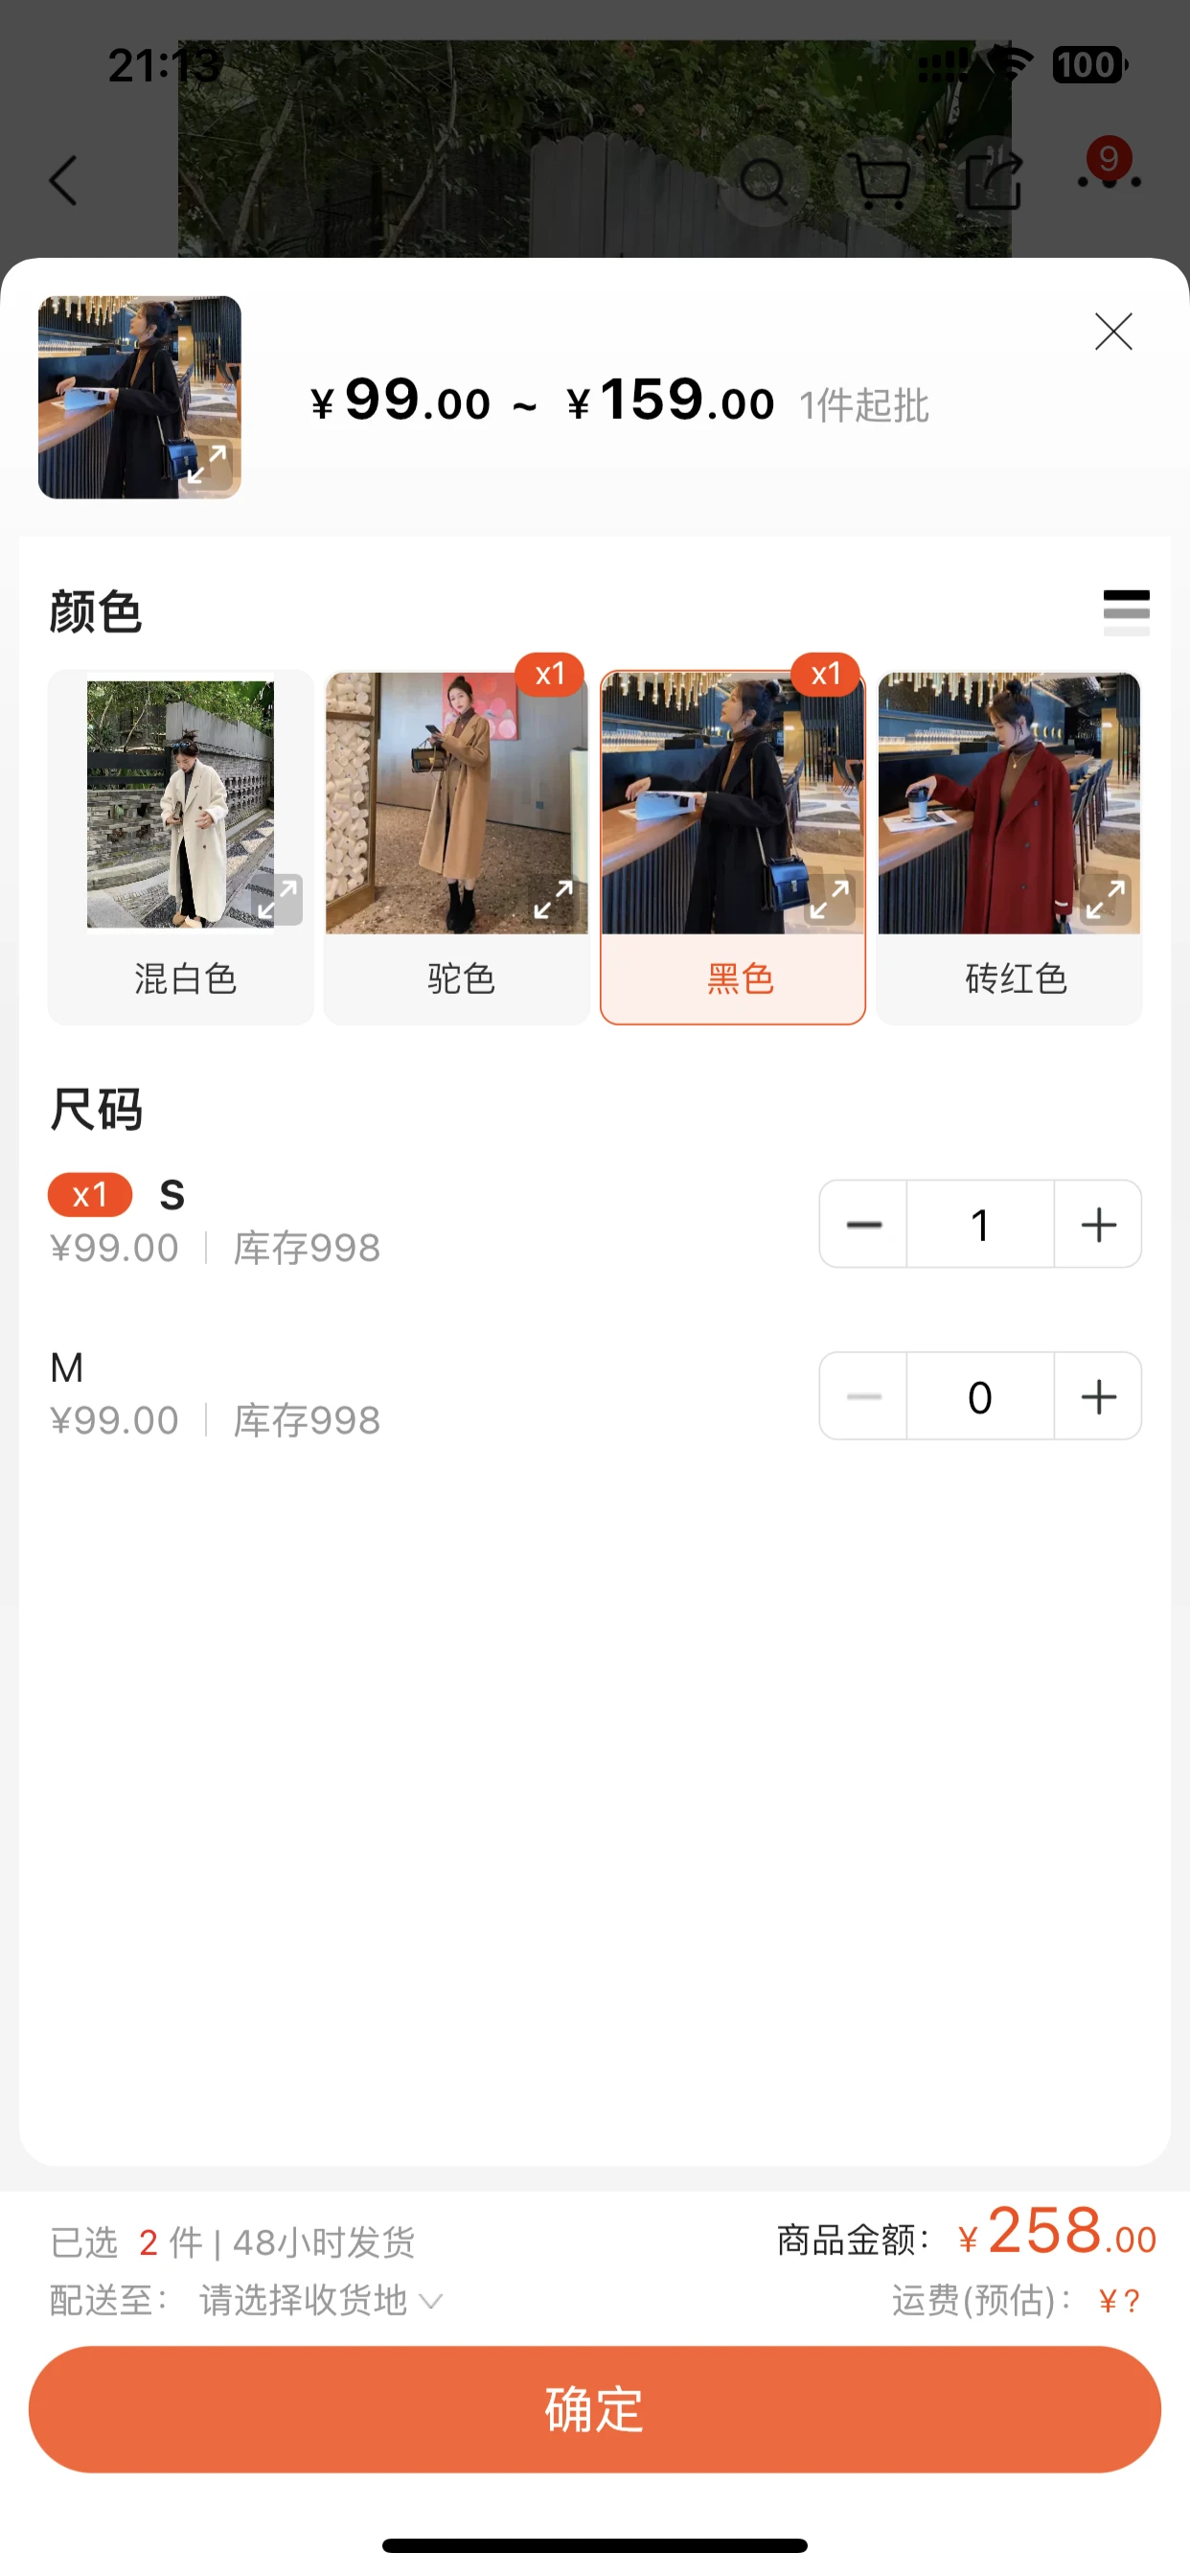 21:13
100
9
¥99.00 ~ ¥159.00 1件起批
颜色
x1
x1
混白色
驼色
黑色
砖红色
尺码
x1 S
¥99.00 | 库存998
1
M
¥99.00 | 库存998
0
已选 2 件 | 48小时发货
商品金额：¥258.00
配送至：请选择收货地
运费(预估)：¥?
确定